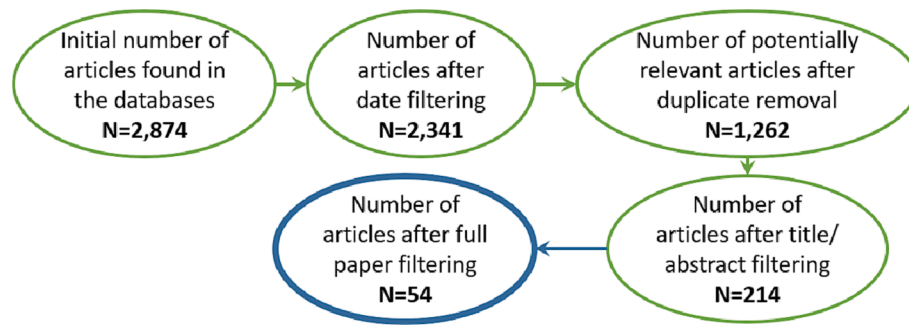 Initial number of
articles found in
the databases
N=2,874
Number of
articles after
date filtering
N=2,341
Number of potentially
relevant articles after
duplicate removal
N=1,262
Number of
articles after title/
abstract filtering
N=214
Number of
articles after full
paper filtering
N=54